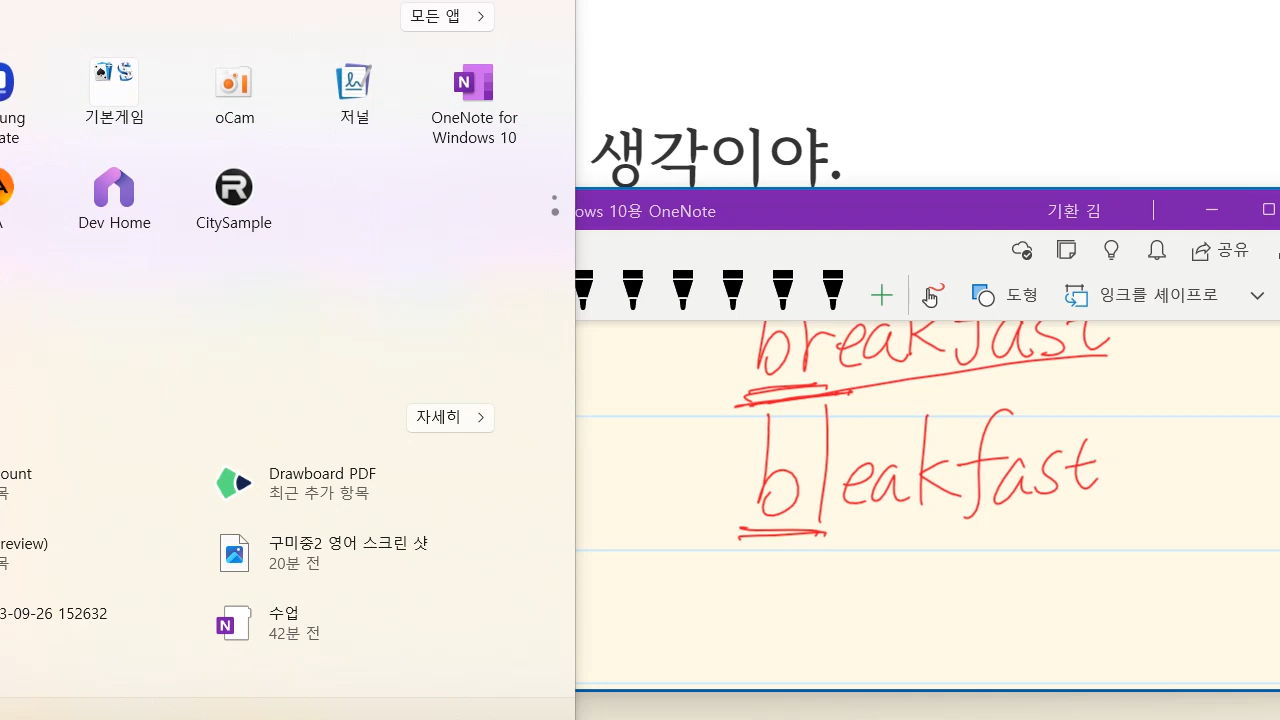 모든 앱
기본게임
oCam
저널
OneNote for
Windows 10
ung
ate
Dev Home
CitySample
자세히
ount
Drawboard PDF
최근 추가 항목
review)
구미중2 영어 스크린 샷
20분 전
3-09-26 152632
수업
42분 전
생각이야.
ows 10용 OneNote
기환 김
공유
도형
잉크를 셰이프로
breakfast
bleakfast